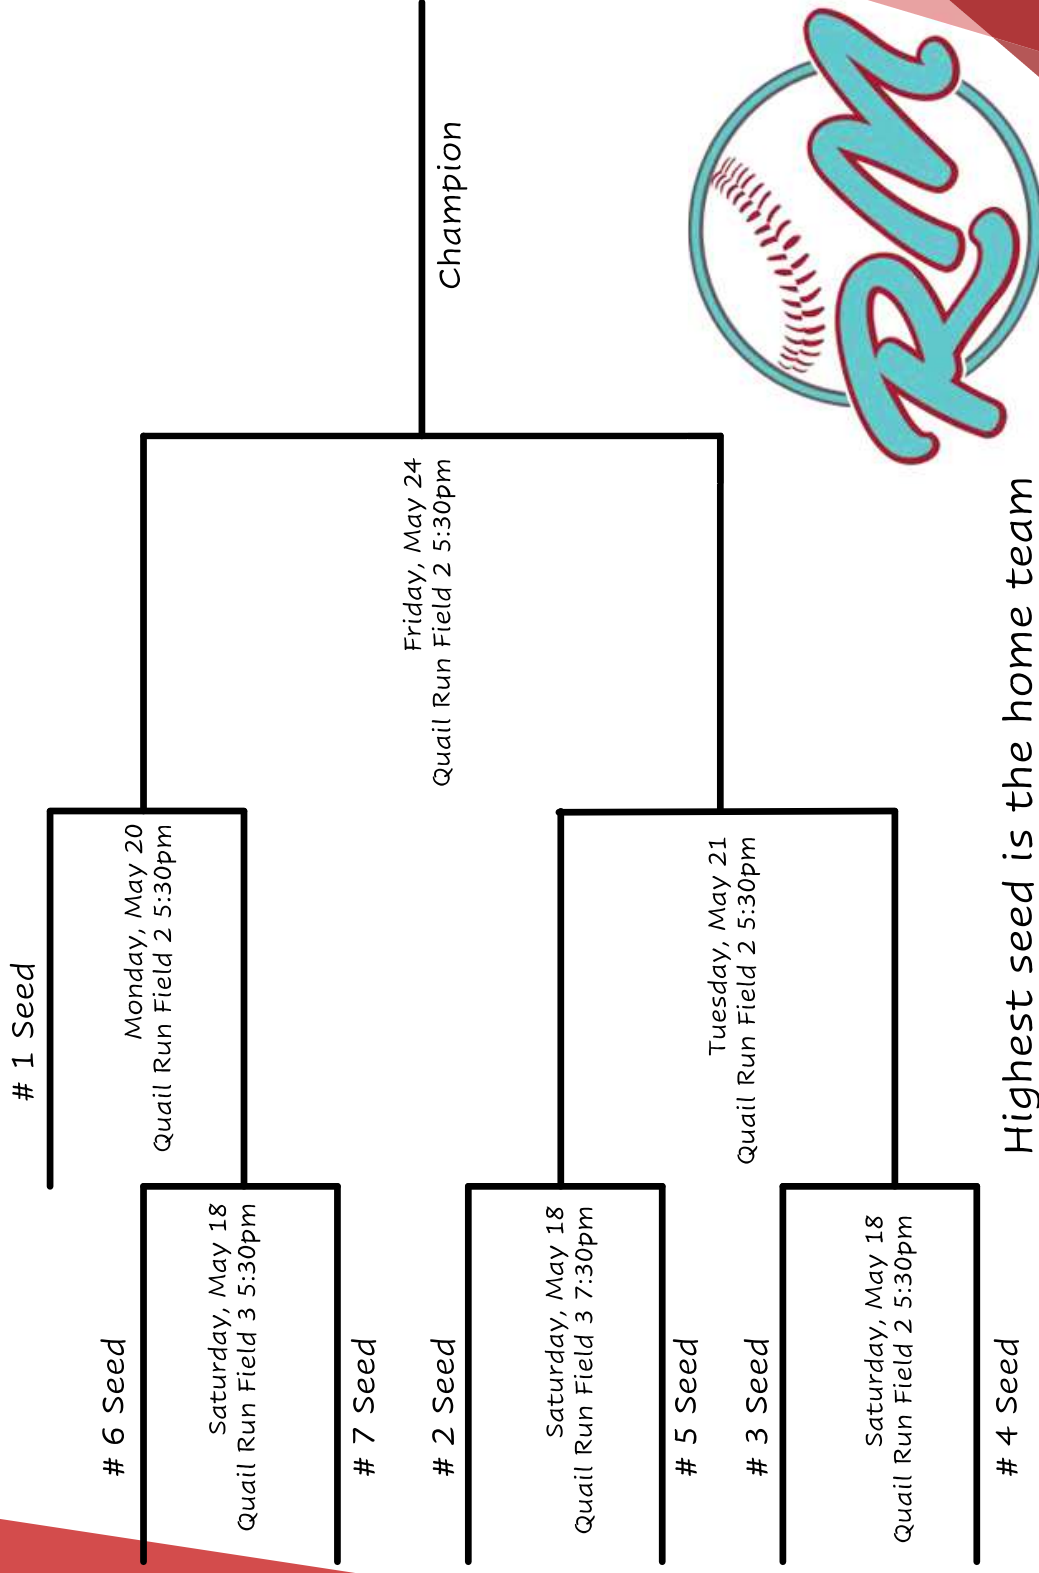 # 1 Seed
Monday, May 20
Quail Run Field 2 5:30pm
# 6 Seed
Saturday, May 18
Quail Run Field 3 5:30pm
# 7 Seed
Friday, May 24
Quail Run Field 2 5:30pm
Champion
# 2 Seed
Saturday, May 18
Quail Run Field 3 7:30pm
# 5 Seed
Tuesday, May 21
Quail Run Field 2 5:30pm
# 3 Seed
Saturday, May 18
Quail Run Field 2 5:30pm
# 4 Seed
Highest seed is the home team
RM